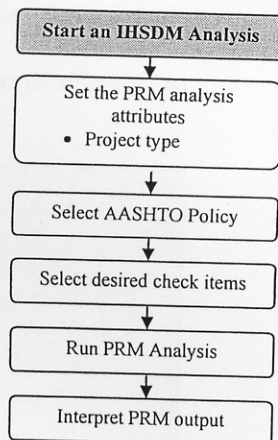 Start an IHSDM Analysis
Set the PRM analysis
attributes
• Project type
Select AASHTO Policy
Select desired check items
Run PRM Analysis
Interpret PRM output